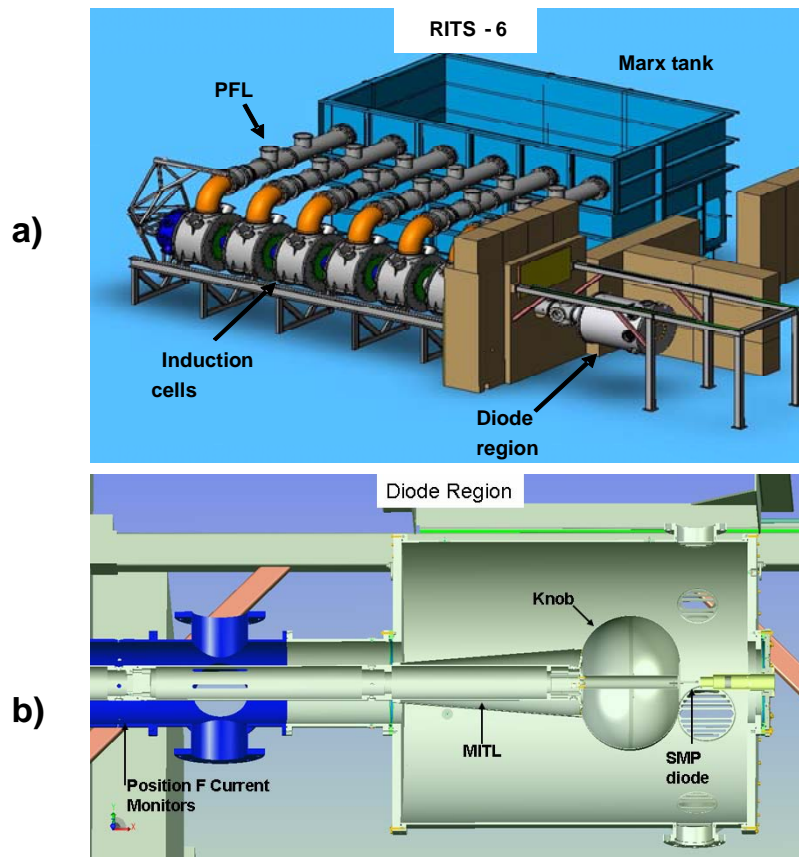 RITS - 6
Marx tank
PFL
a)
Induction
cells
Diode
region
Diode Region
Knob
b)
MITL
SMP
diode
Position F Current
Monitors
Y
X